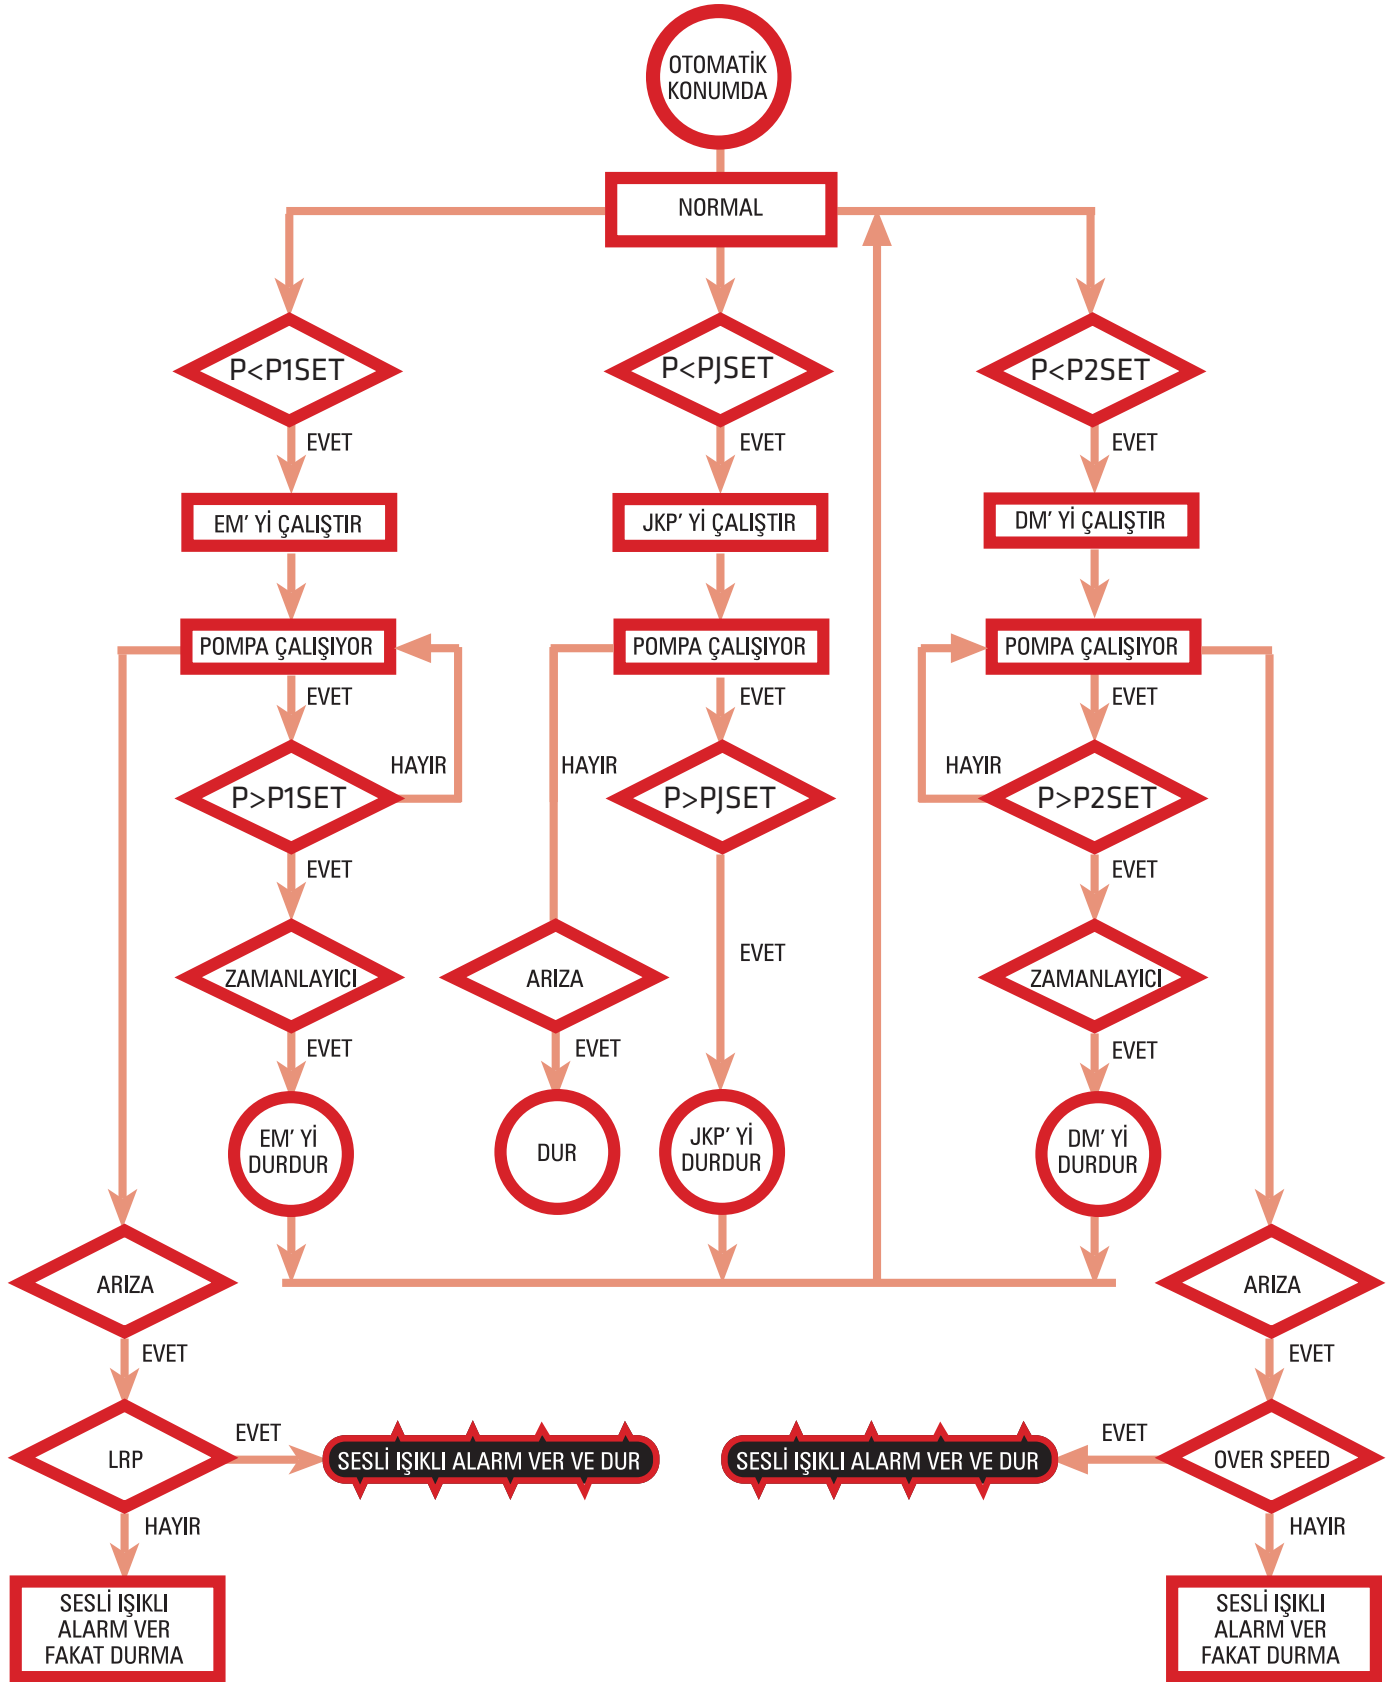 OTOMATİK
KONUMDA
NORMAL
P<P1SET
P<PJSET
P<P2SET
EVET
EVET
EVET
EM' Yİ ÇALIŞTIR
JKP' Yİ ÇALIŞTIR
DM' Yİ ÇALIŞTIR
POMPA ÇALIŞIYOR
POMPA ÇALIŞIYOR
POMPA ÇALIŞIYOR
EVET
EVET
EVET
HAYIR
HAYIR
HAYIR
P>P1SET
P>PJSET
P>P2SET
EVET
EVET
EVET
ZAMANLAYICI
ARIZA
ZAMANLAYICI
EVET
EVET
EVET
EM' Yİ
DURDUR
DUR
JKP' Yİ
DURDUR
DM' Yİ
DURDUR
ARIZA
ARIZA
EVET
EVET
LRP
EVET
SESLİ IŞIKLI ALARM VER VE DUR
SESLİ IŞIKLI ALARM VER VE DUR
EVET
OVER SPEED
HAYIR
HAYIR
SESLİ IŞIKLI
ALARM VER
FAKAT DURMA
SESLİ IŞIKLI
ALARM VER
FAKAT DURMA